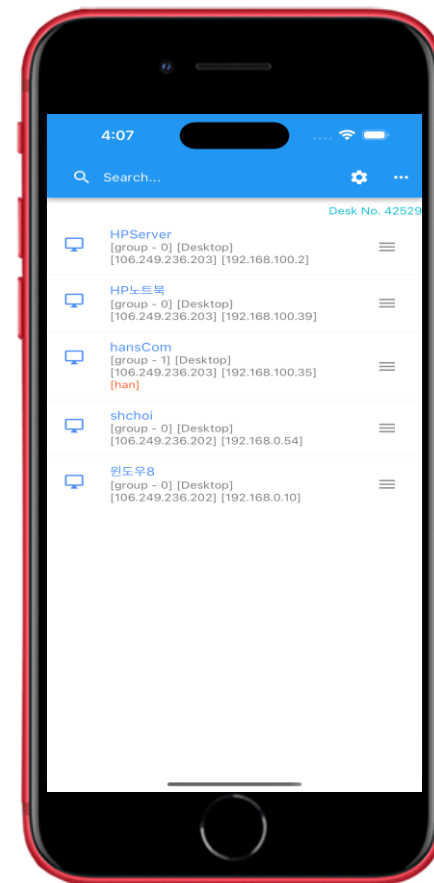 4:07
Search...
Desk No. 42529
HPServer
[group - 0] [Desktop]
[106.249.236.203] [192.168.100.2]
HP노트북
[group - 0] [Desktop]
[106.249.236.203] [192.168.100.39]
hansCom
[group - 1] [Desktop]
[106.249.236.203] [192.168.100.35]
[han]
shchoi
[group - 0] [Desktop]
[106.249.236.202] [192.168.0.54]
윈도우8
[group - 0] [Desktop]
[106.249.236.202] [192.168.0.10]